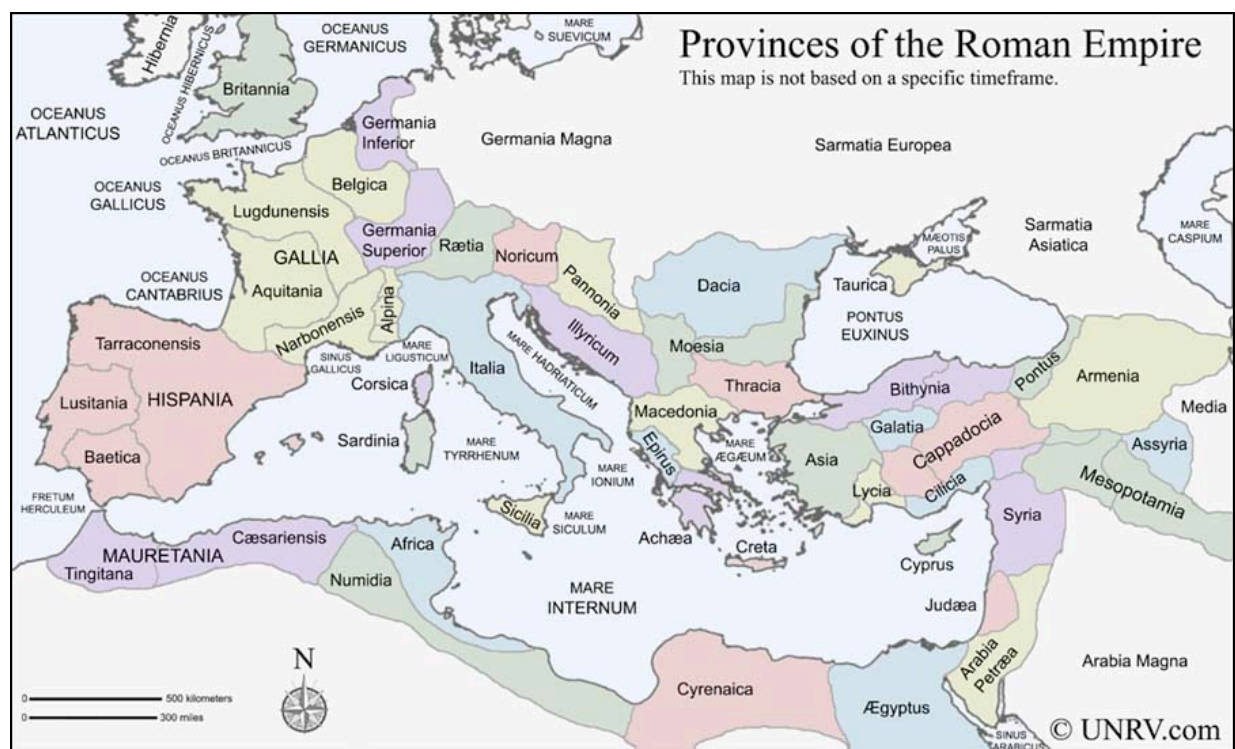 Provinces of the Roman Empire
This map is not based on a specific timeframe.
Hibernia
OCEANUS HIBERNICUS
OCEANUS
GERMANICUS
MARE
SUEVICUM
Britannia
OCEANUS
ATLANTICUS
Germania
Inferior
Germania Magna
Sarmatia Europea
OCEANUS BRITANNICUS
OCEANUS
GALLICUS
Belgica
Lugdunensis
Germania
Superior
Rætia
Noricum
Pannonia
Dacia
Taurica
MÆOTIS
PALUS
Sarmatia
Asiatica
MARE
CASPIUM
GALLIA
OCEANUS
CANTABRIUS
Aquitania
Narbonensis
Alpina
PONTUS
EUXINUS
Tarraconensis
SINUS
GALLICUS
MARE
LIGUSTICUM
MARE HADRIATICUM
Illyricum
Moesia
Corsica
Italia
Thracia
Bithynia
Pontus
Armenia
Lusitania
HISPANIA
Macedonia
Media
Baetica
Sardinia
MARE
TYRRHENUM
Epirus
MARE
ÆGÆUM
Galatia
Cappadocia
Assyria
Asia
MARE
IONIUM
Lycia
Cillicia
Mesopotamia
FRETUM
HERCULEUM
Sicilia
MARE
SICULUM
Achæa
Creta
Syria
MAURETANIA
Cæsariensis
Tingitana
Africa
Numidia
Cyprus
MARE
INTERNUM
Judæa
Arabia
Petræa
Arabia Magna
N
0 500 kilometers
0 300 miles
Cyrenaica
ÆGyptus
SINUS
ARABICUS
© UNRV.com